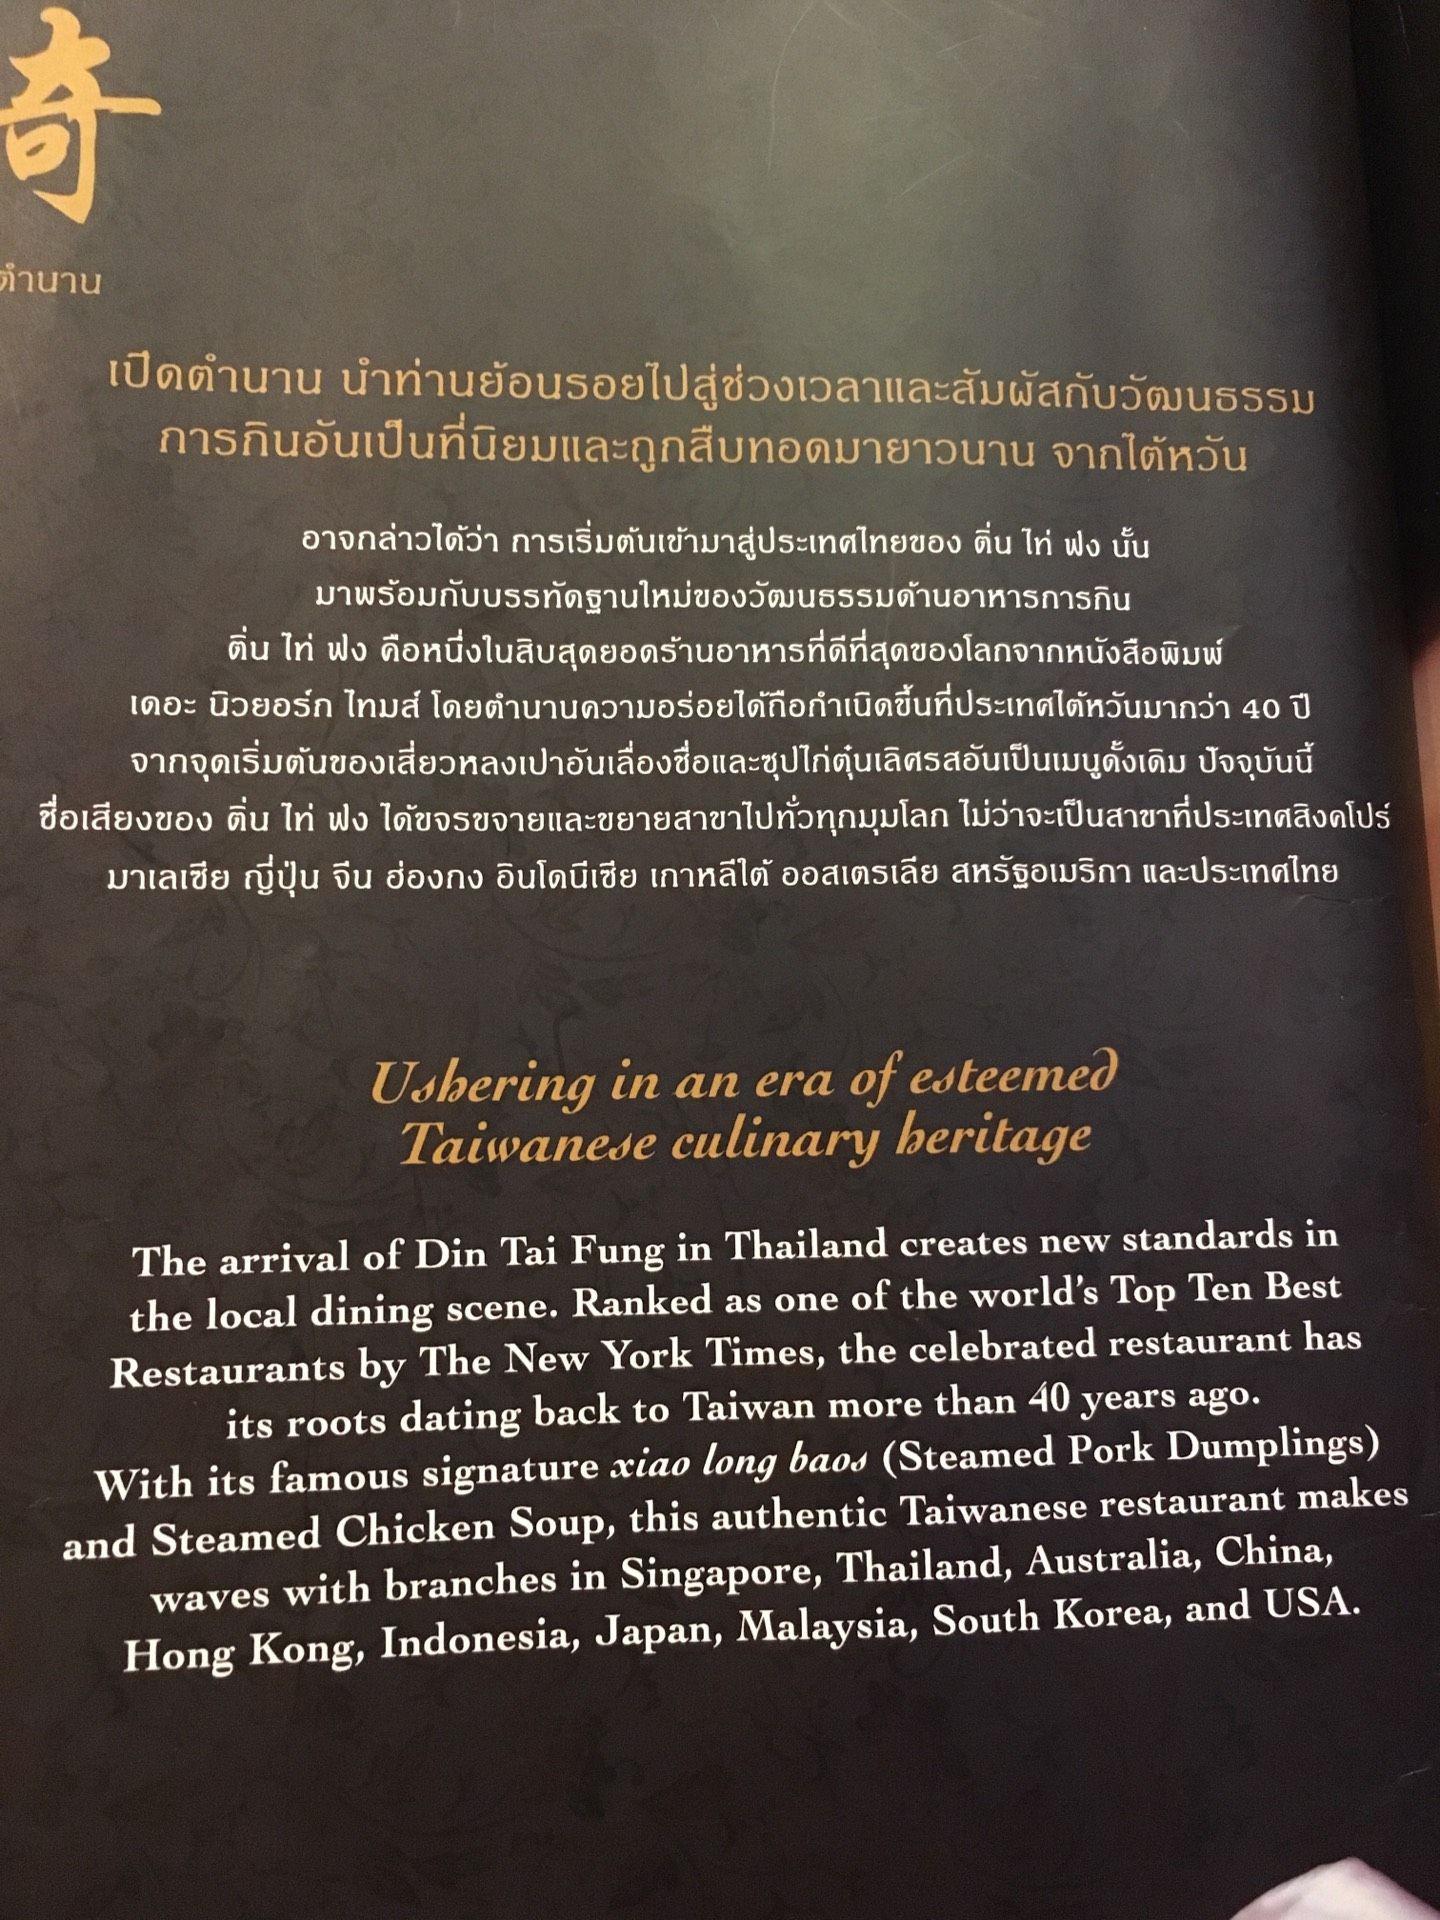 奇
ตำนาน
เปิดตำนาน นำท่านย้อนรอยไปสู่ช่วงเวลาและสัมผัสกับวัฒนธรรม
การกินอันเป็นที่นิยมและถูกสืบทอดมายาวนาน จากไต้หวัน
อาจกล่าวได้ว่า การเริ่มต้นเข้ามาสู่ประเทศไทยของ ติ่น ไท่ ฟง นั้น
มาพร้อมกับบรรทัดฐานใหม่ของวัฒนธรรมด้านอาหารการกิน
ติ่น ไท่ ฟง คือหนึ่งในสิบสุดยอดร้านอาหารที่ดีที่สุดของโลกจากหนังสือพิมพ์
เดอะ นิวยอร์ก ไทมส์ โดยตำนานความอร่อยได้ถือกำเนิดขึ้นที่ประเทศไต้หวันมากว่า 40 ปี
จากจุดเริ่มต้นของเสี่ยวหลงเปาอันเลื่องชื่อและซุปไก่ตุ๋นเลิศรสอันเป็นเมนูดั้งเดิม ปัจจุบันนี้
ชื่อเสียงของ ติ่น ไท่ ฟง ได้ขจรขจายและขยายสาขาไปทั่วทุกมุมโลก ไม่ว่าจะเป็นสาขาที่ประเทศสิงคโปร์
มาเลเซีย ญี่ปุ่น จีน ฮ่องกง อินโดนีเซีย เกาหลีใต้ ออสเตรเลีย สหรัฐอเมริกา และประเทศไทย
Ushering in an era of esteemed
Taiwanese culinary heritage
The arrival of Din Tai Fung in Thailand creates new standards in
the local dining scene. Ranked as one of the world's Top Ten Best
Restaurants by The New York Times, the celebrated restaurant has
its roots dating back to Taiwan more than 40 years ago.
With its famous signature xiao long baos (Steamed Pork Dumplings)
and Steamed Chicken Soup, this authentic Taiwanese restaurant makes
waves with branches in Singapore, Thailand, Australia, China,
Hong Kong, Indonesia, Japan, Malaysia, South Korea, and USA.